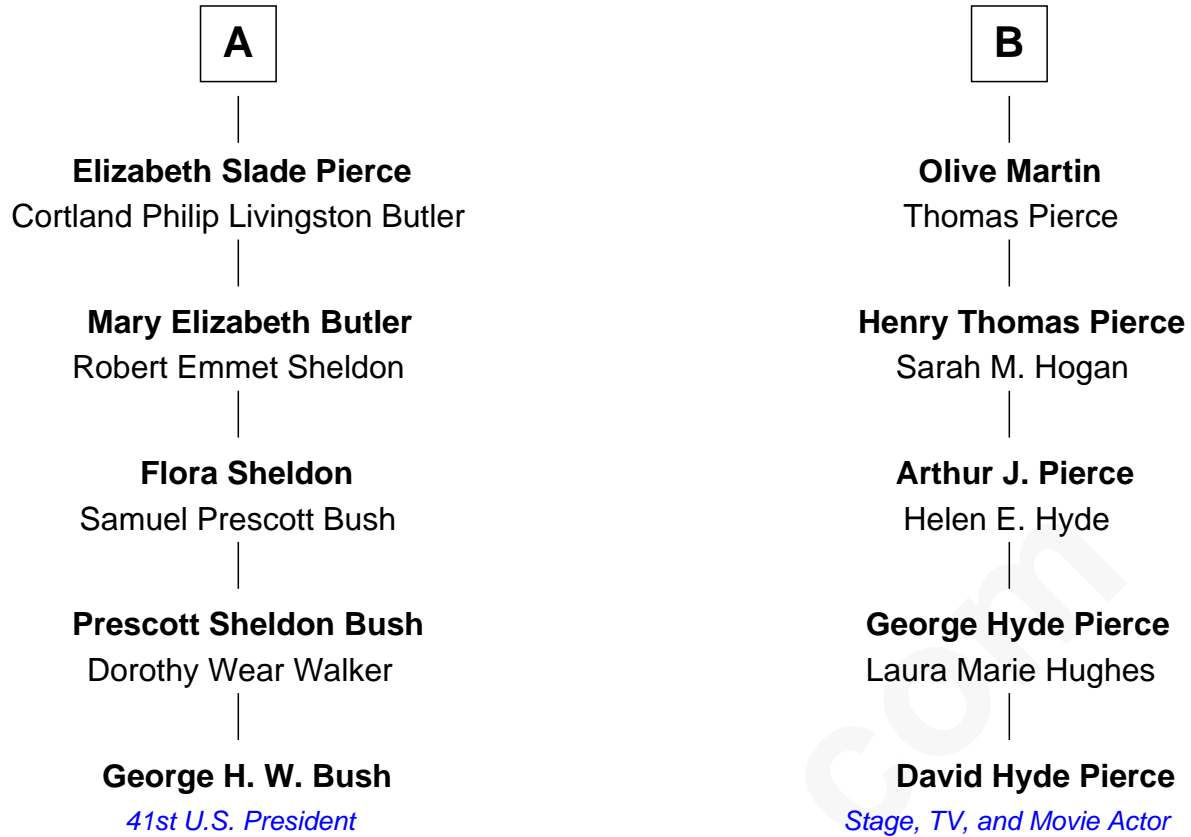 A
Elizabeth Slade Pierce
Cortland Philip Livingston Butler
Mary Elizabeth Butler
Robert Emmet Sheldon
Flora Sheldon
Samuel Prescott Bush
Prescott Sheldon Bush
Dorothy Wear Walker
George H. W. Bush
41st U.S. President
B
Olive Martin
Thomas Pierce
Henry Thomas Pierce
Sarah M. Hogan
Arthur J. Pierce
Helen E. Hyde
George Hyde Pierce
Laura Marie Hughes
David Hyde Pierce
Stage, TV, and Movie Actor
com